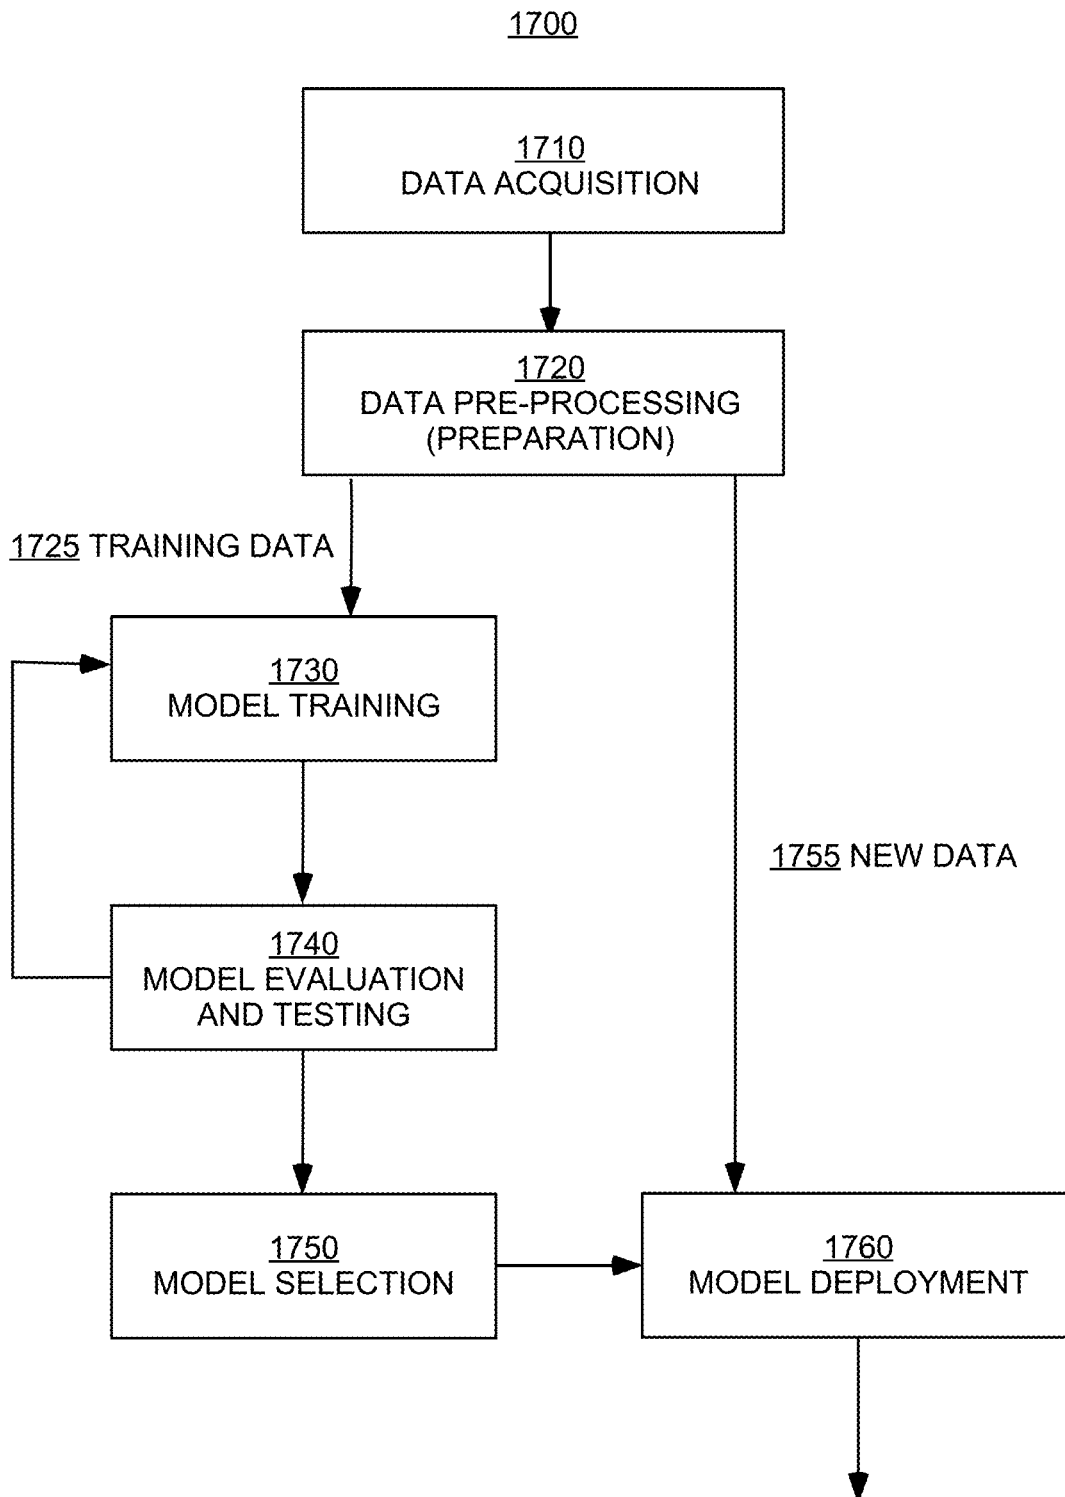 1700
1710
DATA ACQUISITION
1720
DATA PRE-PROCESSING
(PREPARATION)
1725 TRAINING DATA
1730
MODEL TRAINING
1755 NEW DATA
1740
MODEL EVALUATION
AND TESTING
1750
MODEL SELECTION
1760
MODEL DEPLOYMENT